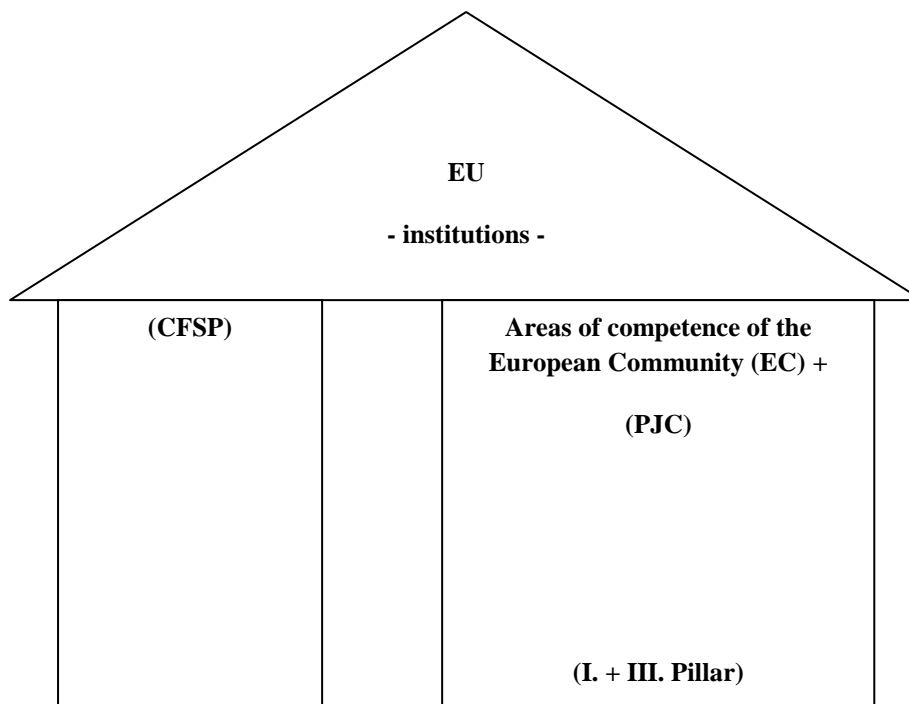 EU
- institutions -
(CFSP)
Areas of competence of the
European Community (EC) +
(PJC)
(I. + III. Pillar)